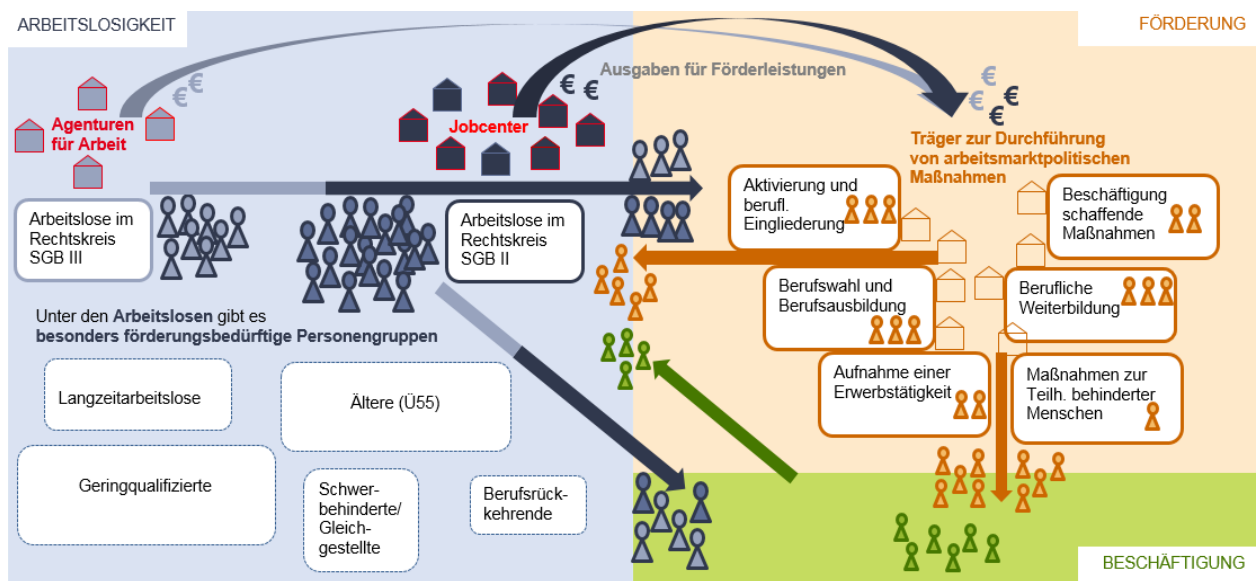 ARBEITSLOSIGKEIT
FÖRDERUNG
Ausgaben für Förderleistungen
€ €
€ €
€ €
€ €
Agenturen
für Arbeit
Jobcenter
Träger zur Durchführung
von arbeitsmarktpolitischen
Maßnahmen
Arbeitslose im
Rechtskreis
SGB III
Arbeitslose im
Rechtskreis
SGB II
Aktivierung und
berufl.
Eingliederung
Beschäftigung
schaffende
Maßnahmen
Berufswahl und
Berufsausbildung
Berufliche
Weiterbildung
Aufnahme einer
Erwerbstätigkeit
Maßnahmen zur
Teilh. behinderter
Menschen
Unter den Arbeitslosen gibt es
besonders förderungsbedürftige Personengruppen
Langzeitarbeitslose
Ältere (Ü55)
Geringqualifizierte
Schwer-
behinderte/
Gleich-
gestellte
Berufsrück-
kehrende
BESCHÄFTIGUNG